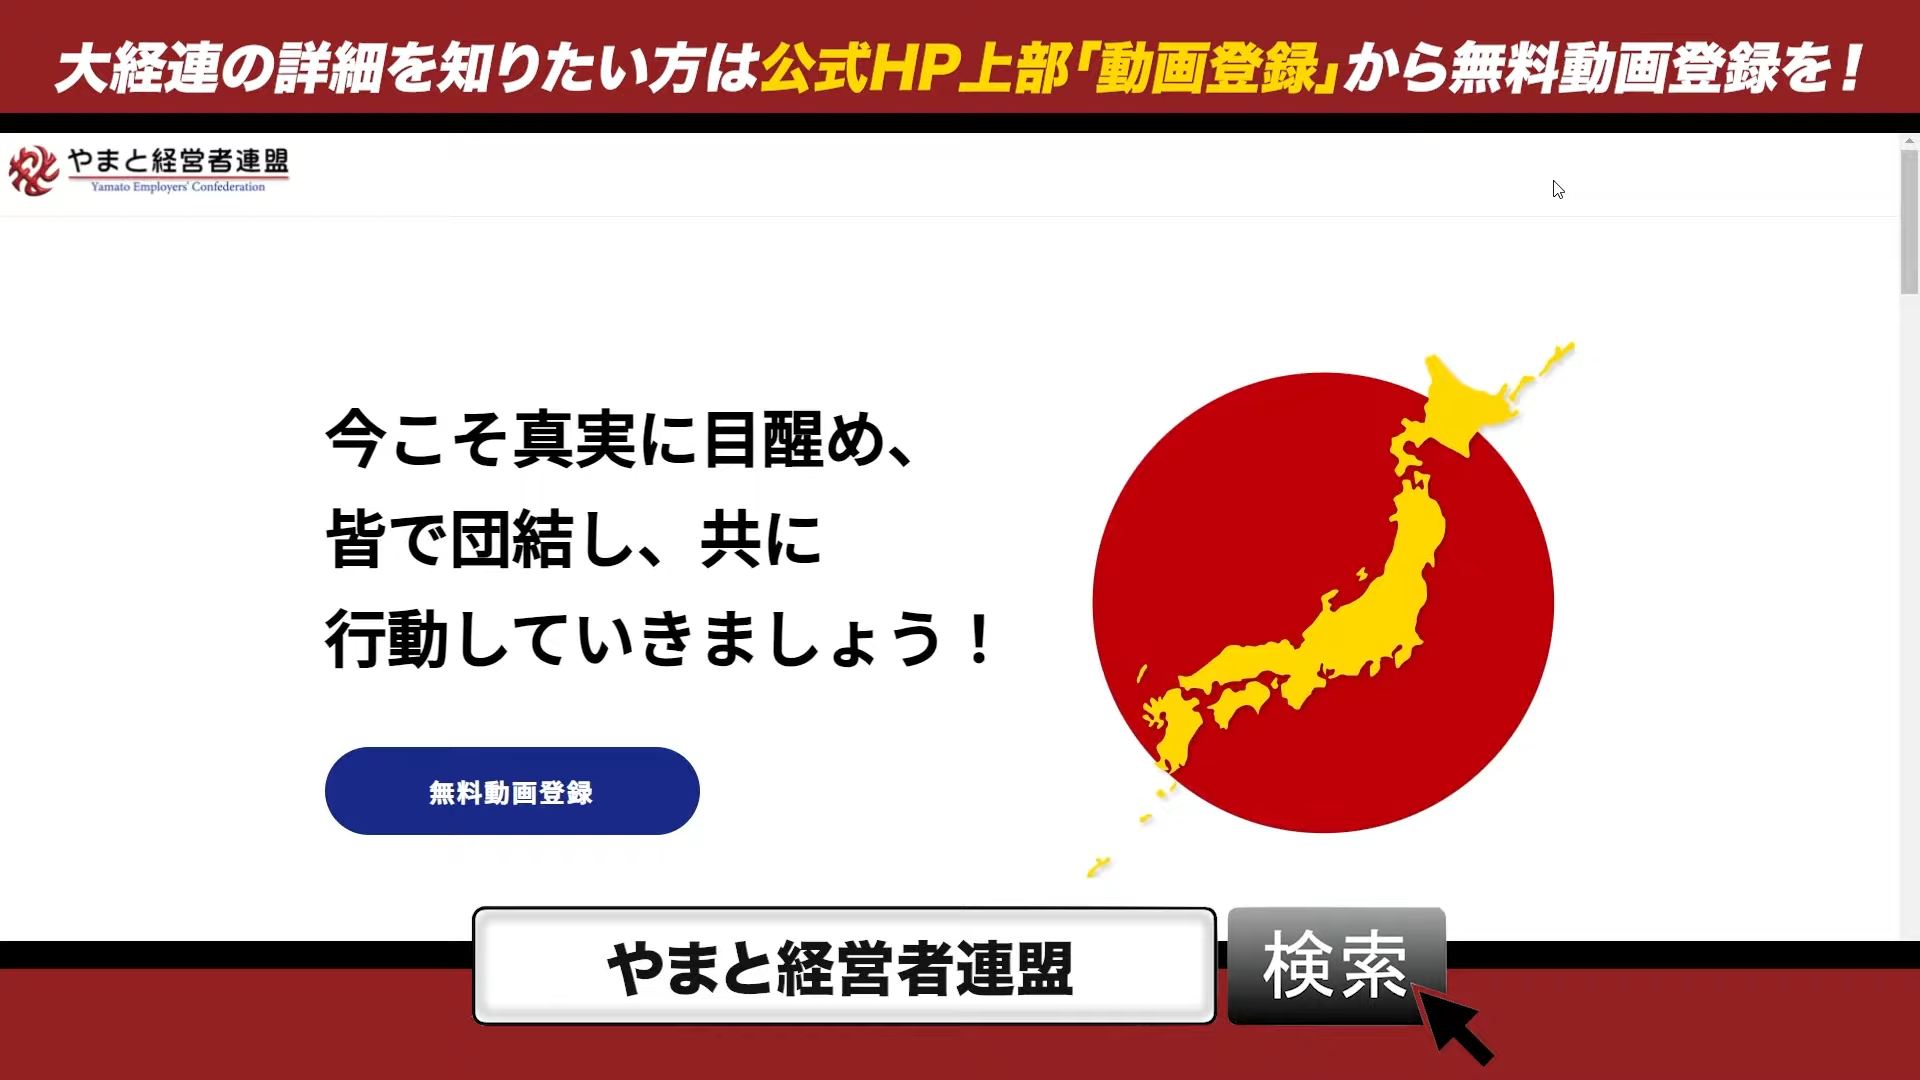 大経連の詳細を知りたい方は公式HP上部「動画登録」から無料動画登録を！
やまと経営者連盟
Yamato Employers' Confederation
今こそ真実に目醒め、
皆で団結し、共に
行動していきましょう！
無料動画登録
やまと経営者連盟
検索